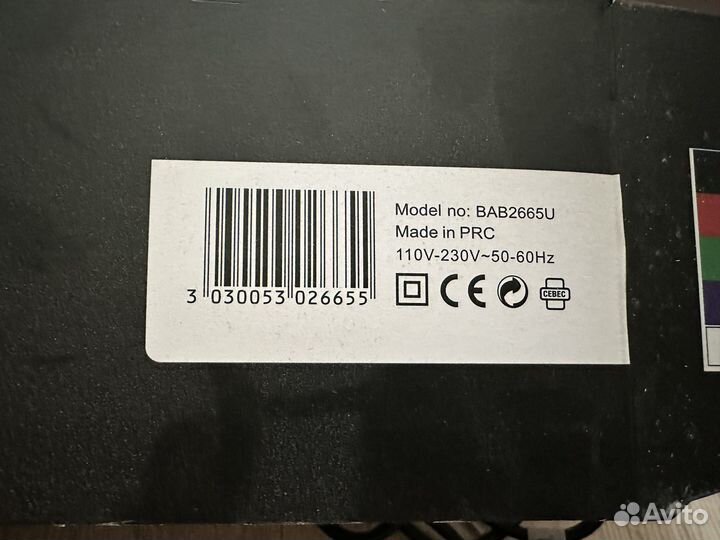 Model no: BAB2665U
Made in PRC
110V-230V~50-60Hz
3 030053 026655
CE CEBEC
Avito